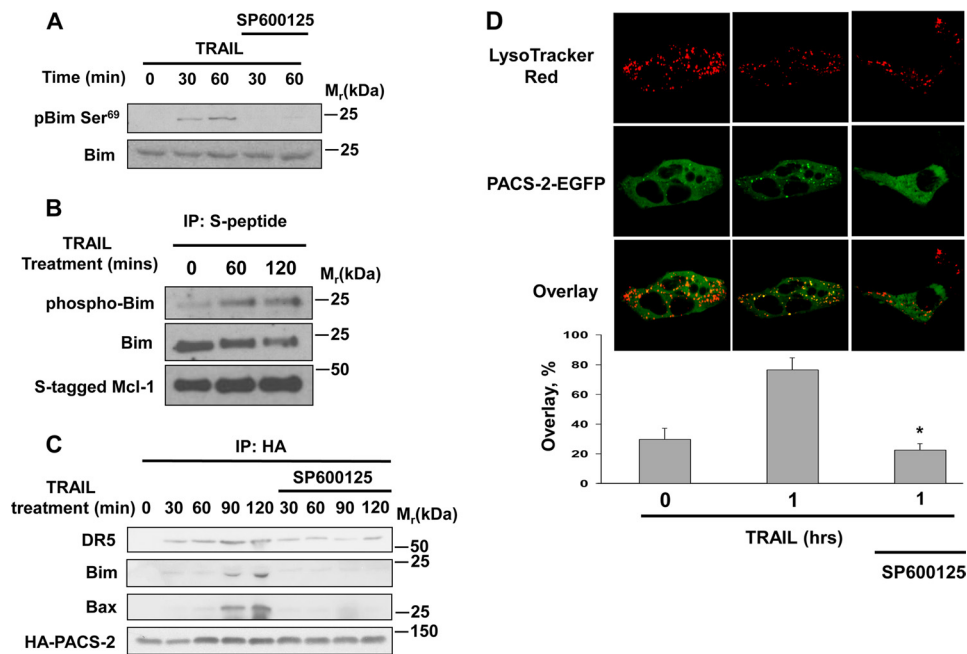 A
SP600125
TRAIL
Time (min) 0 30 60 30 60
Mr(kDa)
pBim Ser69
25
Bim
25
B
IP: S-peptide
TRAIL
Treatment (mins) 0 60 120
Mr(kDa)
phospho-Bim
25
Bim
25
50
S-tagged Mcl-1
C
IP: HA
SP600125
TRAIL
treatment (min) 0 30 60 90 120 30 60 90 120
Mr(kDa)
DR5
50
25
Bim
Bax
25
150
HA-PACS-2
D
LysoTracker
Red
PACS-2-EGFP
Overlay
Overlay, %
100
80
60
40
20
0
*
0 1 1
TRAIL (hrs)
SP600125